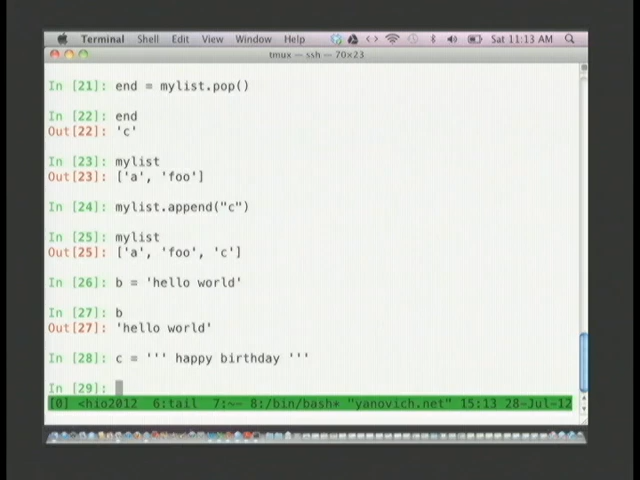 Terminal Shell Edit View Window Help Sat 11:13 AM
tmux — ssh — 70×23
In [21]: end = mylist.pop()
In [22]: end
Out[22]: 'c'
In [23]: mylist
Out[23]: ['a', 'foo']
In [24]: mylist.append("c")
In [25]: mylist
Out[25]: ['a', 'foo', 'c']
In [26]: b = 'hello world'
In [27]: b
Out[27]: 'hello world'
In [28]: c = ''' happy birthday '''
In [29]:
[0] <hio2012 6:tail 7:~- 8:/bin/bash+ "yanovich.net" 15:13 28-Jul-12